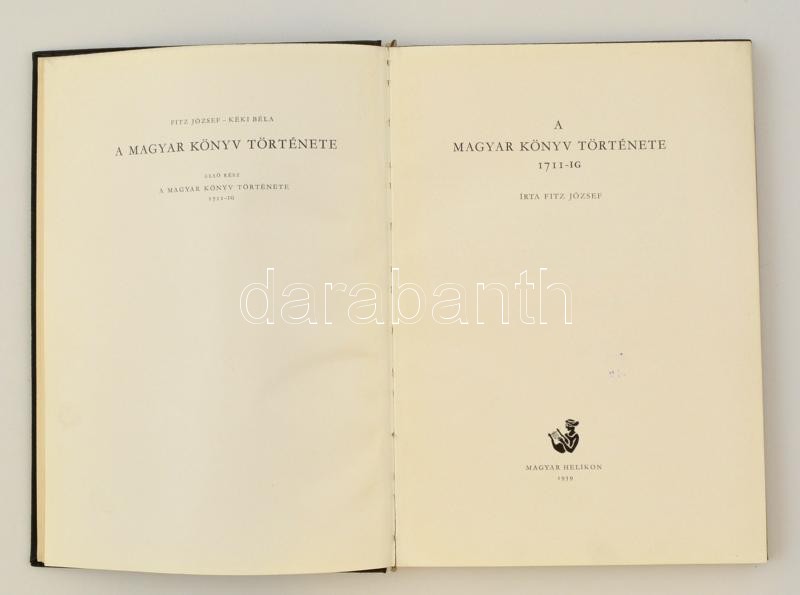 FITZ JÓZSEF – KÉKI BÉLA
A MAGYAR KÖNYV TÖRTÉNETE
ELSŐ RÉSZ
A MAGYAR KÖNYV TÖRTÉNETE
1711-IG
A
MAGYAR KÖNYV TÖRTÉNETE
1711-IG
ÍRTA FITZ JÓZSEF
darabanth
MAGYAR HELIKON
1959